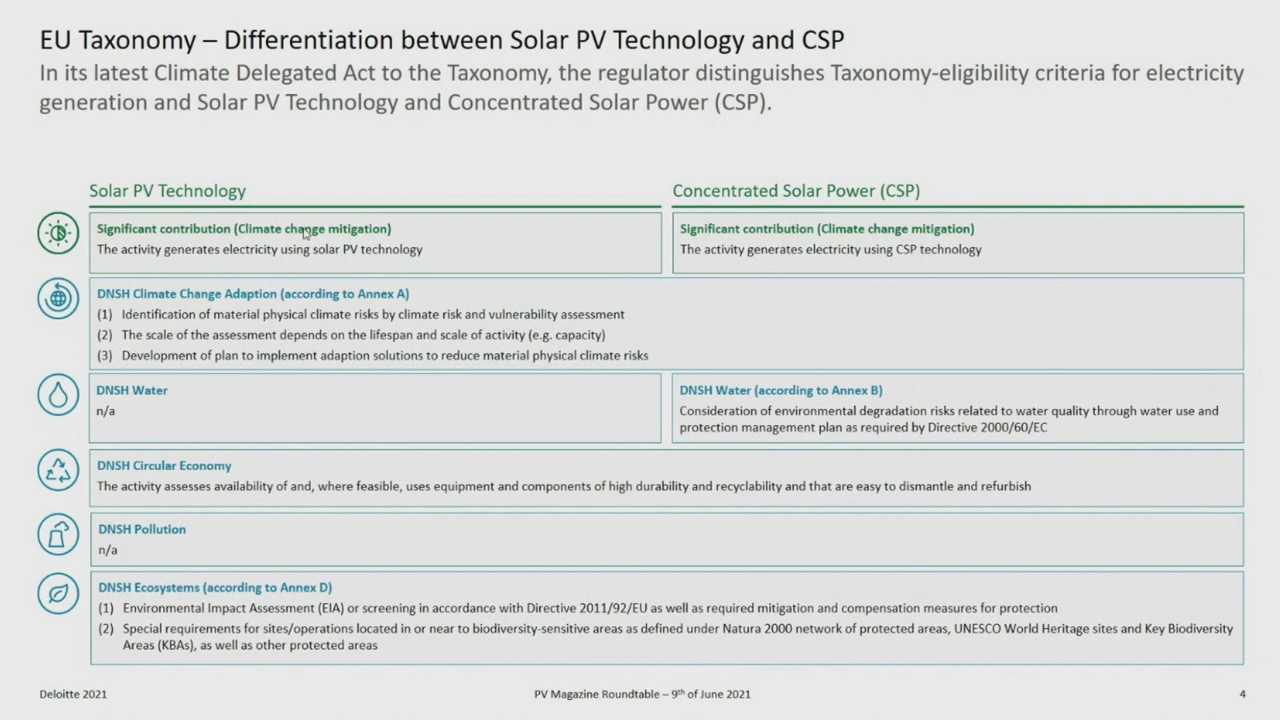 EU Taxonomy – Differentiation between Solar PV Technology and CSP
In its latest Climate Delegated Act to the Taxonomy, the regulator distinguishes Taxonomy-eligibility criteria for electricity
generation and Solar PV Technology and Concentrated Solar Power (CSP).
Solar PV Technology
Concentrated Solar Power (CSP)
Significant contribution (Climate change mitigation)
The activity generates electricity using solar PV technology
Significant contribution (Climate change mitigation)
The activity generates electricity using CSP technology
DNSH Climate Change Adaption (according to Annex A)
(1) Identification of material physical climate risks by climate risk and vulnerability assessment
(2) The scale of the assessment depends on the lifespan and scale of activity (e.g. capacity)
(3) Development of plan to implement adaption solutions to reduce material physical climate risks
DNSH Water
n/a
DNSH Water (according to Annex B)
Consideration of environmental degradation risks related to water quality through water use and
protection management plan as required by Directive 2000/60/EC
DNSH Circular Economy
The activity assesses availability of and, where feasible, uses equipment and components of high durability and recyclability and that are easy to dismantle and refurbish
DNSH Pollution
n/a
DNSH Ecosystems (according to Annex D)
(1) Environmental Impact Assessment (EIA) or screening in accordance with Directive 2011/92/EU as well as required mitigation and compensation measures for protection
(2) Special requirements for sites/operations located in or near to biodiversity-sensitive areas as defined under Natura 2000 network of protected areas, UNESCO World Heritage sites and Key Biodiversity
Areas (KBAs), as well as other protected areas
Deloitte 2021
PV Magazine Roundtable – 9th of June 2021
4